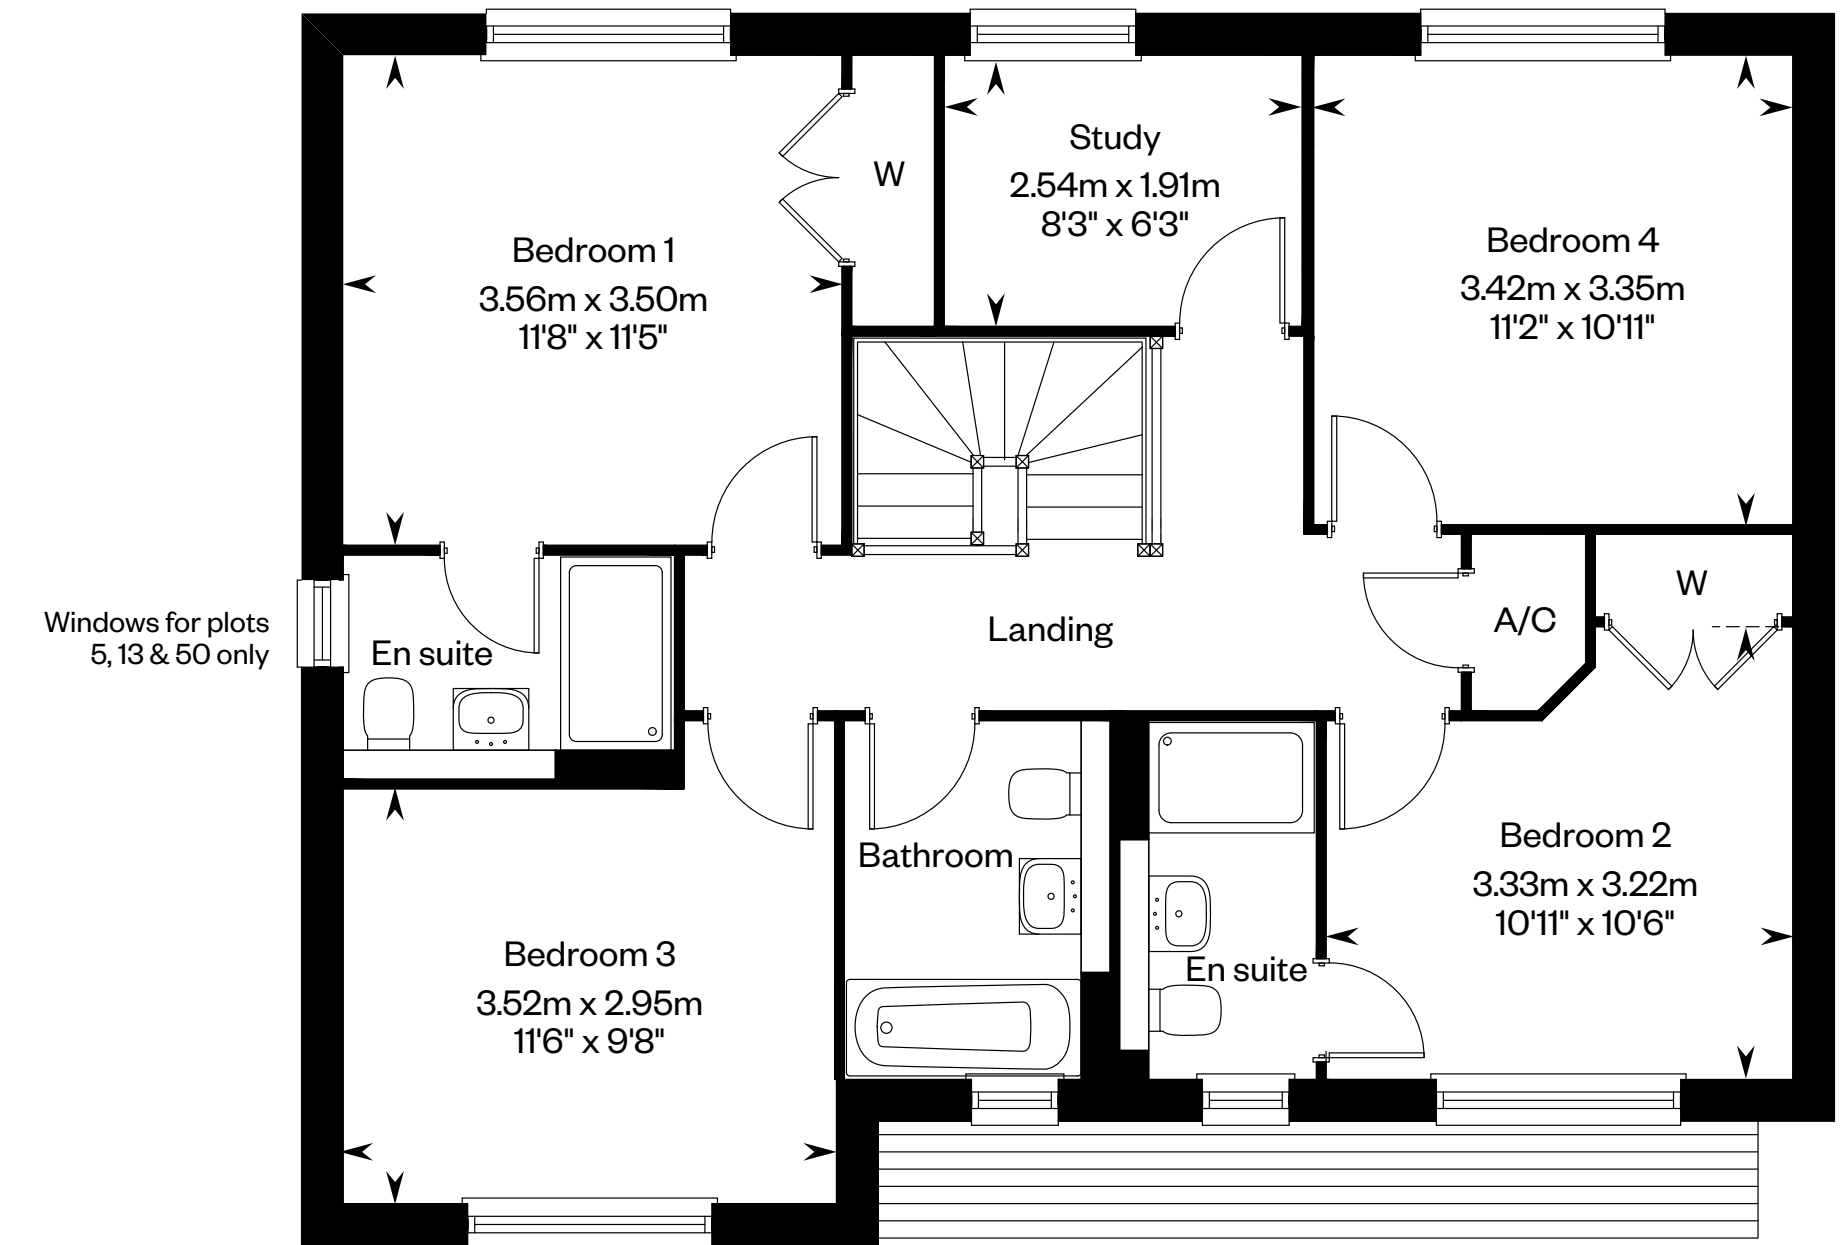 Bedroom 1
3.56m x 3.50m
11'8" x 11'5"
W
Study
2.54m x 1.91m
8'3" x 6'3"
Bedroom 4
3.42m x 3.35m
11'2" x 10'11"
Windows for plots
5, 13 & 50 only
En suite
Landing
A/C
W
Bathroom
En suite
Bedroom 2
3.33m x 3.22m
10'11" x 10'6"
Bedroom 3
3.52m x 2.95m
11'6" x 9'8"